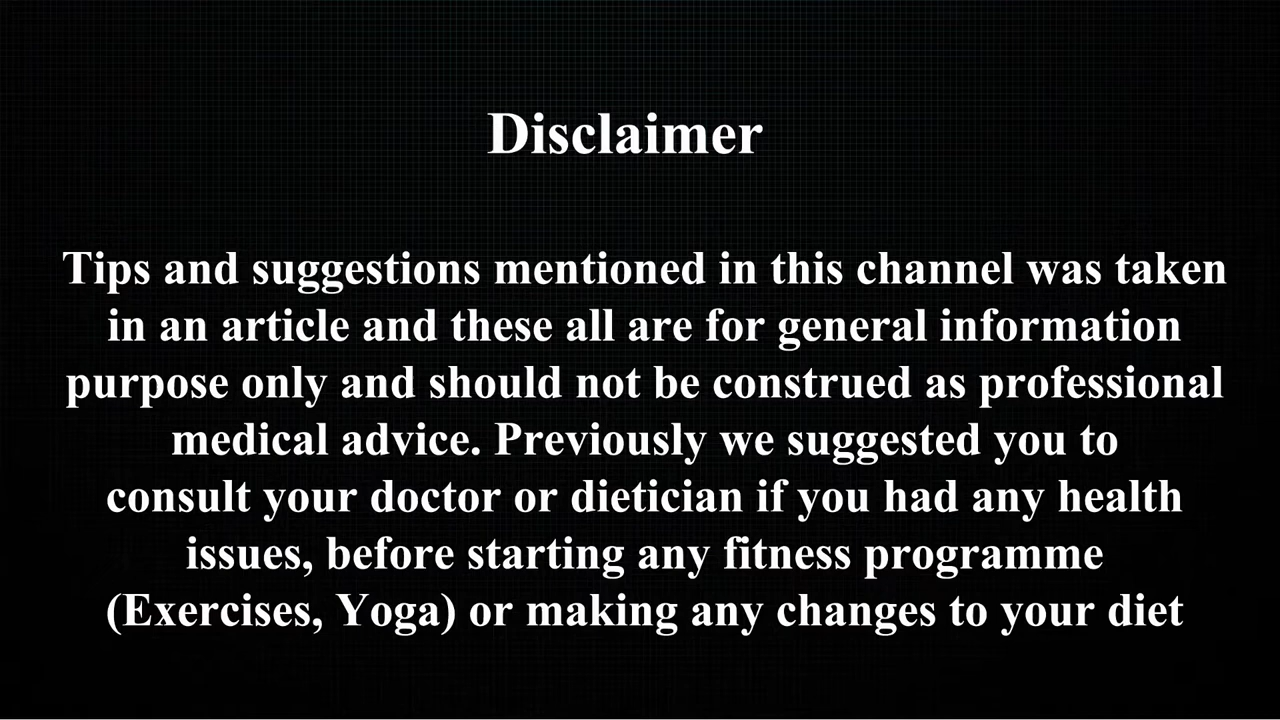 Disclaimer
Tips and suggestions mentioned in this channel was taken
in an article and these all are for general information
purpose only and should not be construed as professional
medical advice. Previously we suggested you to
consult your doctor or dietician if you had any health
issues, before starting any fitness programme
(Exercises, Yoga) or making any changes to your diet